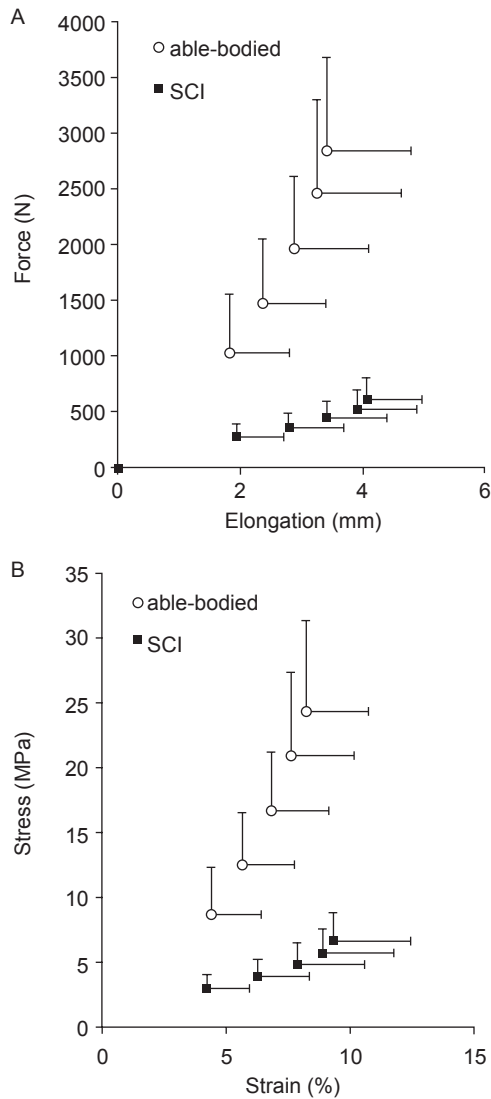 A
able-bodied
SCI
4000
3500
3000
2500
2000
1500
1000
500
0
Force (N)
0 2 4 6
Elongation (mm)
B
able-bodied
SCI
35
30
25
20
15
10
5
0
Stress (MPa)
0 5 10 15
Strain (%)